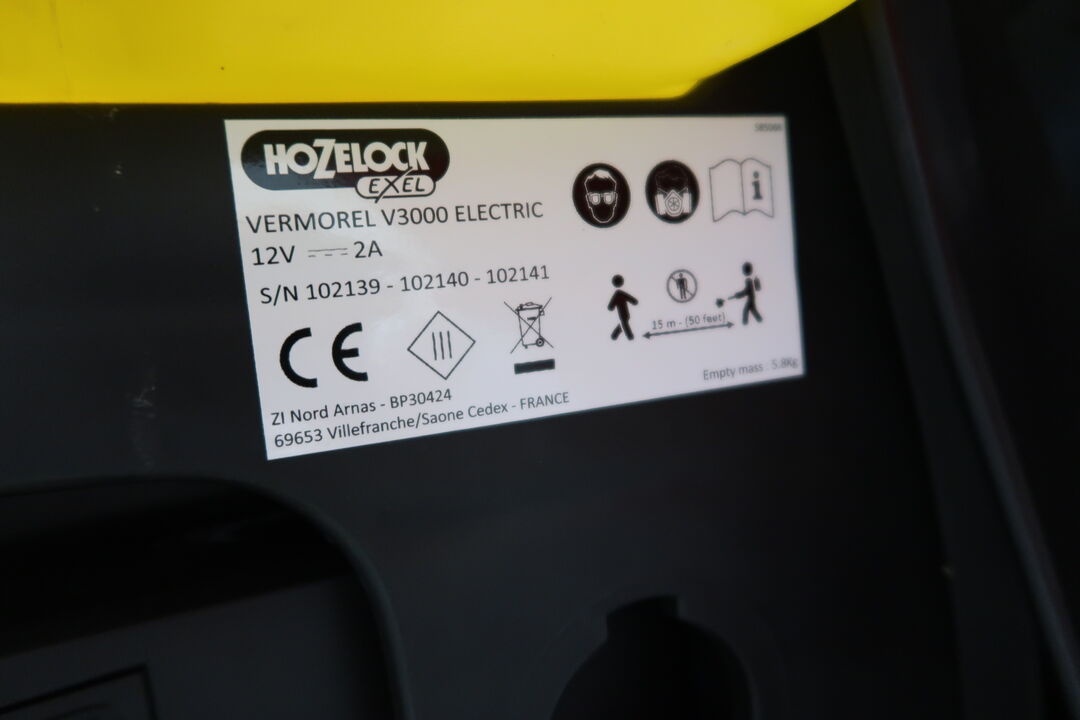 HOZELOCK
EXEL
VERMOREL V3000 ELECTRIC
12V 2A
S/N 102139 - 102140 - 102141
CE
ZI Nord Arnas - BP30424
69653 Villefranche/Saone Cedex - FRANCE
i
15 m - (50 feet)
Empty mass : 5.8Kg